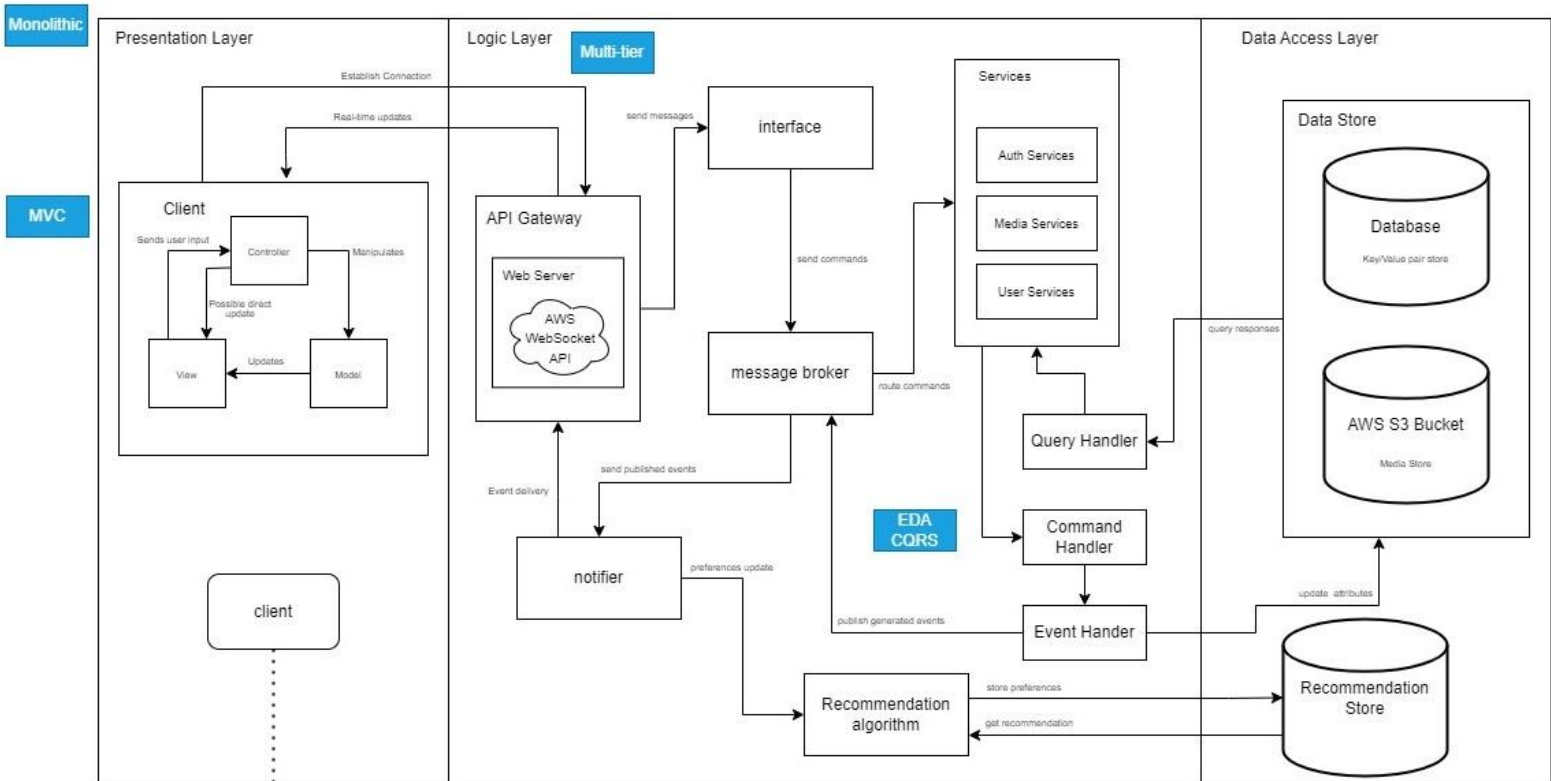 Monolithic
Presentation Layer
Logic Layer
Multi-tier
Data Access Layer
Establish Connection
Real-time updates
send messages
interface
Services
Auth Services
Media Services
User Services
Data Store
Database
Key/Value pair store
MVC
Client
Sends user input
Controller
Manipulates
Possible direct
update
View
Updates
Model
API Gateway
Web Server
AWS
WebSocket
API
send commands
message broker
route commands
query responses
AWS S3 Bucket
Media Store
Query Handler
send published events
Event delivery
EDA
CQRS
Command
Handler
notifier
preferences update
client
publish generated events
Event Hander
update attributes
Recommendation
algorithm
store preferences
get recommendation
Recommendation
Store